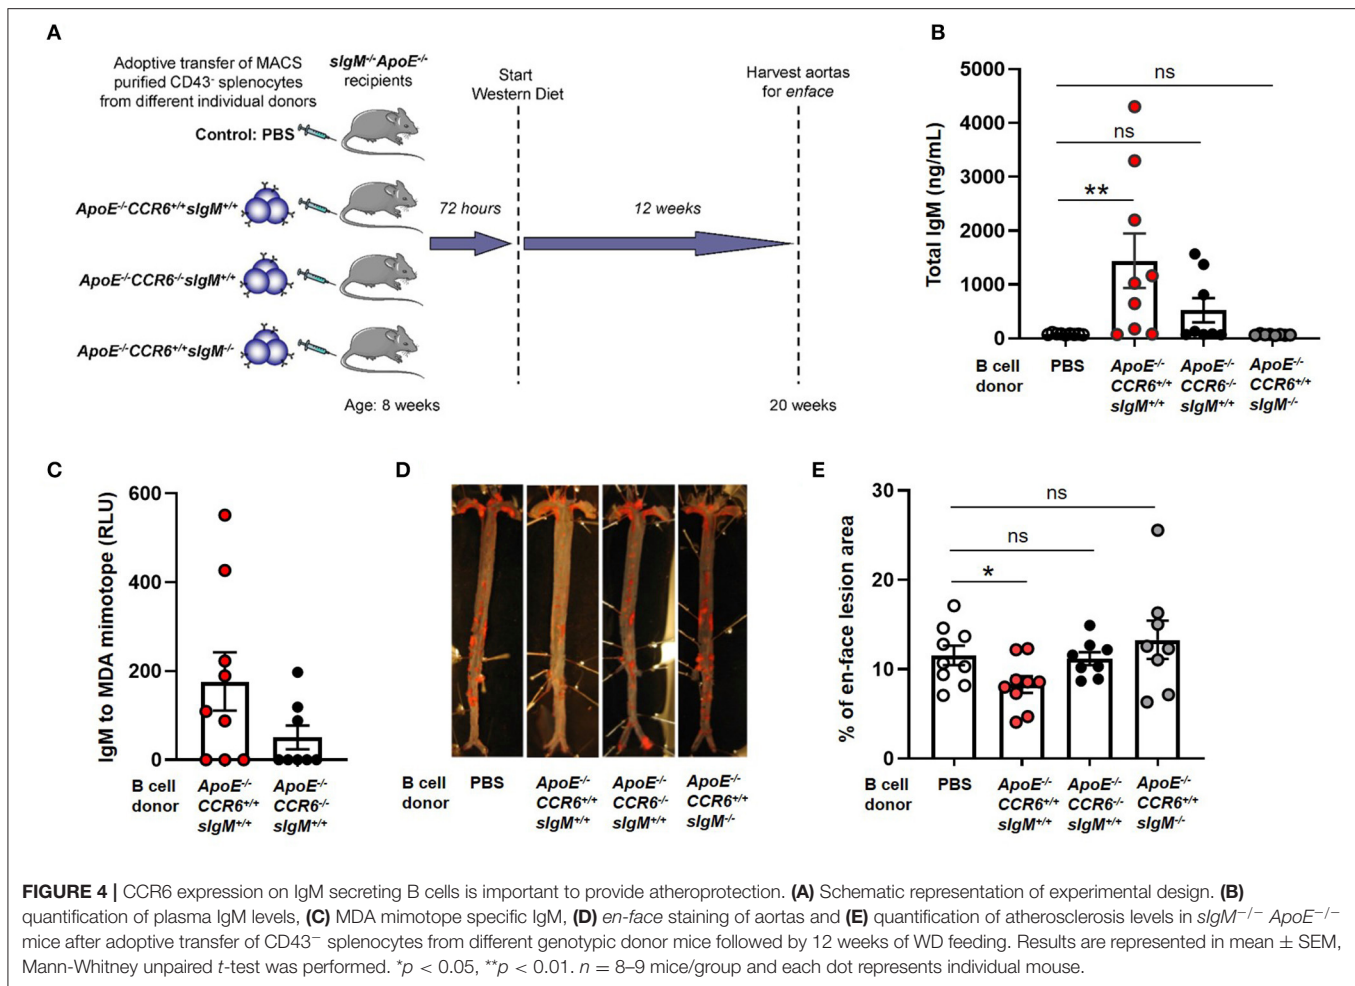 A
Adoptive transfer of MACS
purified CD43- splenocytes
from different individual donors
sIgM-/-ApoE-/-
recipients
Control: PBS
ApoE-/-CCR6+/+sIgM+/+
ApoE-/-CCR6-/-sIgM+/+
ApoE-/-CCR6+/+sIgM-/-
72 hours
Start
Western Diet
12 weeks
Harvest aortas
for enface
Age: 8 weeks
20 weeks
B
Total IgM (ng/mL)
5000
4000
3000
2000
1000
0
ns
ns
**
B cell
donor
PBS
ApoE-/-
CCR6+/+
sIgM+/+
ApoE-/-
CCR6-/-
sIgM+/+
ApoE-/-
CCR6+/+
sIgM-/-
C
IgM to MDA mimotope (RLU)
600
400
200
0
B cell
donor
ApoE-/-
CCR6+/+
sIgM+/+
ApoE-/-
CCR6-/-
sIgM+/+
D
B cell
donor
PBS
ApoE-/-
CCR6+/+
sIgM+/+
ApoE-/-
CCR6-/-
sIgM+/+
ApoE-/-
CCR6+/+
sIgM-/-
E
% of en-face lesion area
30
20
10
0
ns
ns
*
B cell
donor
PBS
ApoE-/-
CCR6+/+
sIgM+/+
ApoE-/-
CCR6-/-
sIgM+/+
ApoE-/-
CCR6+/+
sIgM-/-
FIGURE 4 | CCR6 expression on IgM secreting B cells is important to provide atheroprotection. (A) Schematic representation of experimental design. (B)
quantification of plasma IgM levels, (C) MDA mimotope specific IgM, (D) en-face staining of aortas and (E) quantification of atherosclerosis levels in sIgM−/− ApoE−/−
mice after adoptive transfer of CD43− splenocytes from different genotypic donor mice followed by 12 weeks of WD feeding. Results are represented in mean ± SEM,
Mann-Whitney unpaired t-test was performed. *p < 0.05, **p < 0.01. n = 8–9 mice/group and each dot represents individual mouse.